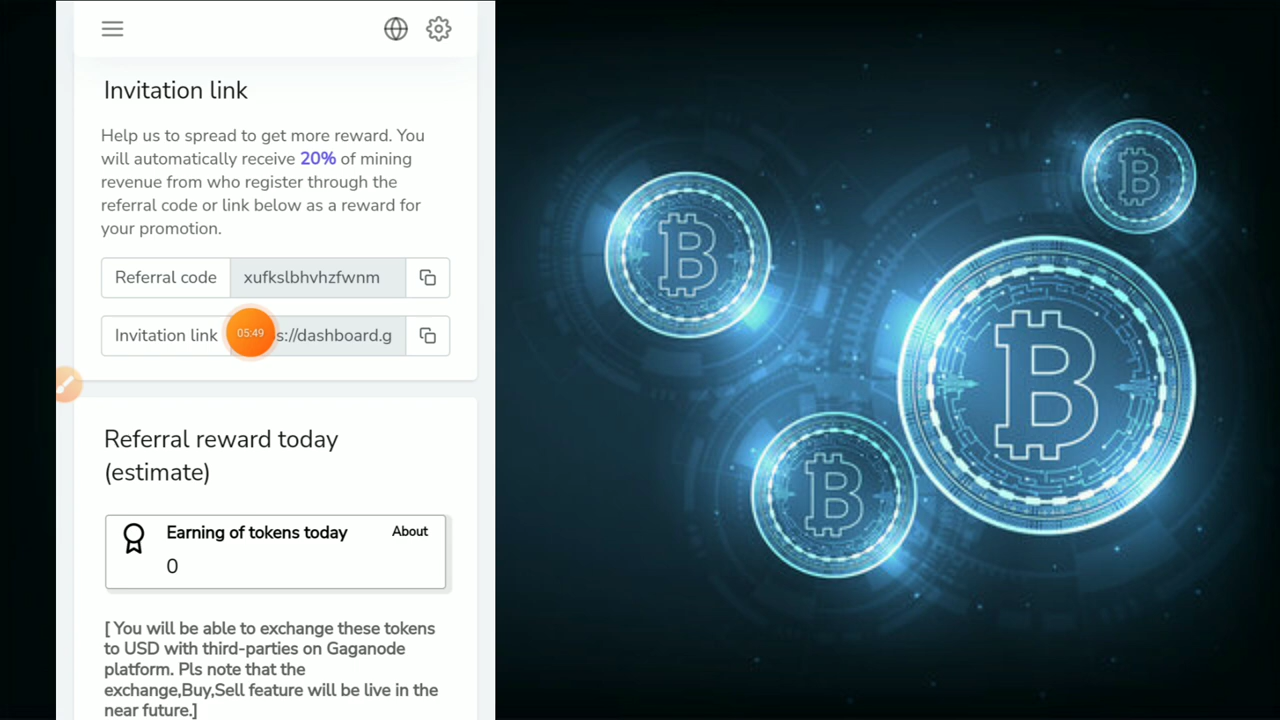 Invitation link
Help us to spread to get more reward. You
will automatically receive 20% of mining
revenue from who register through the
referral code or link below as a reward for
your promotion.
Referral code xufkslbhvhzfwnm
Invitation link 05:49 s://dashboard.g
Referral reward today
(estimate)
Earning of tokens today About
0
[ You will be able to exchange these tokens
to USD with third-parties on Gaganode
platform. Pls note that the
exchange,Buy,Sell feature will be live in the
near future.]